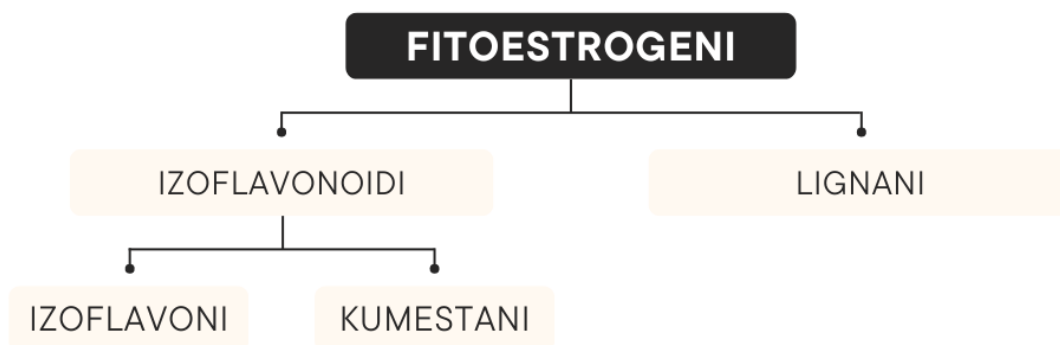 FITOESTROGENI
IZOFLAVONOIDI
LIGNANI
IZOFLAVONI
KUMESTANI